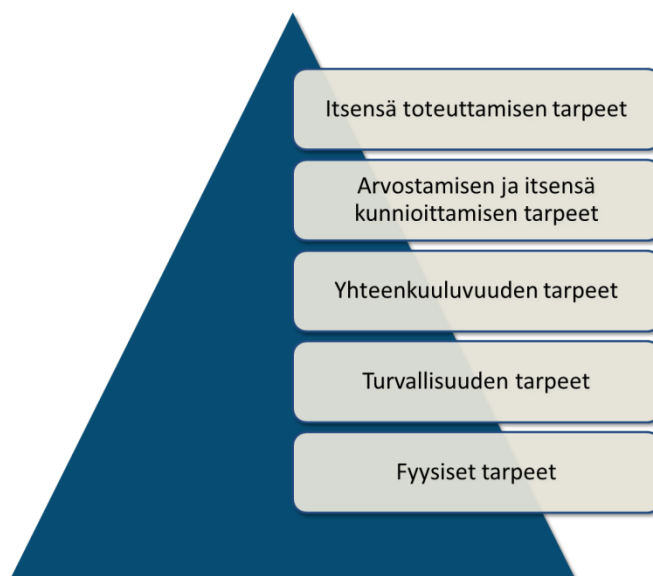 Itsensä toteuttamisen tarpeet
Arvostamisen ja itsensä
kunnioittamisen tarpeet
Yhteenkuuluvuuden tarpeet
Turvallisuuden tarpeet
Fyysiset tarpeet